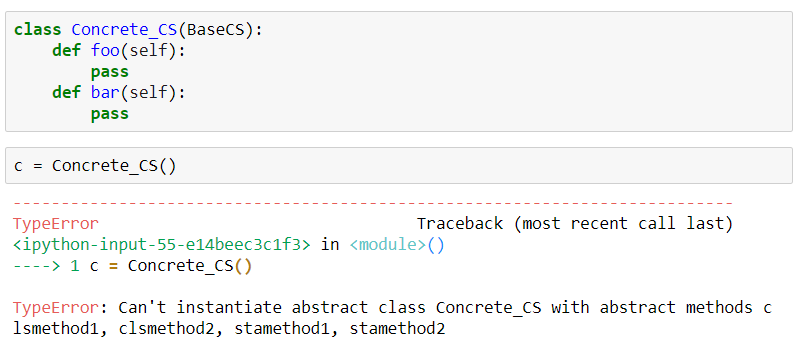 class Concrete_CS(BaseCS):
    def foo(self):
        pass
    def bar(self):
        pass
c = Concrete_CS()
---------------------------------------------------------------------------
TypeError                                 Traceback (most recent call last)
<ipython-input-55-e14beec3c1f3> in <module>()
----> 1 c = Concrete_CS()
TypeError: Can't instantiate abstract class Concrete_CS with abstract methods c
lsmethod1, clsmethod2, stamethod1, stamethod2